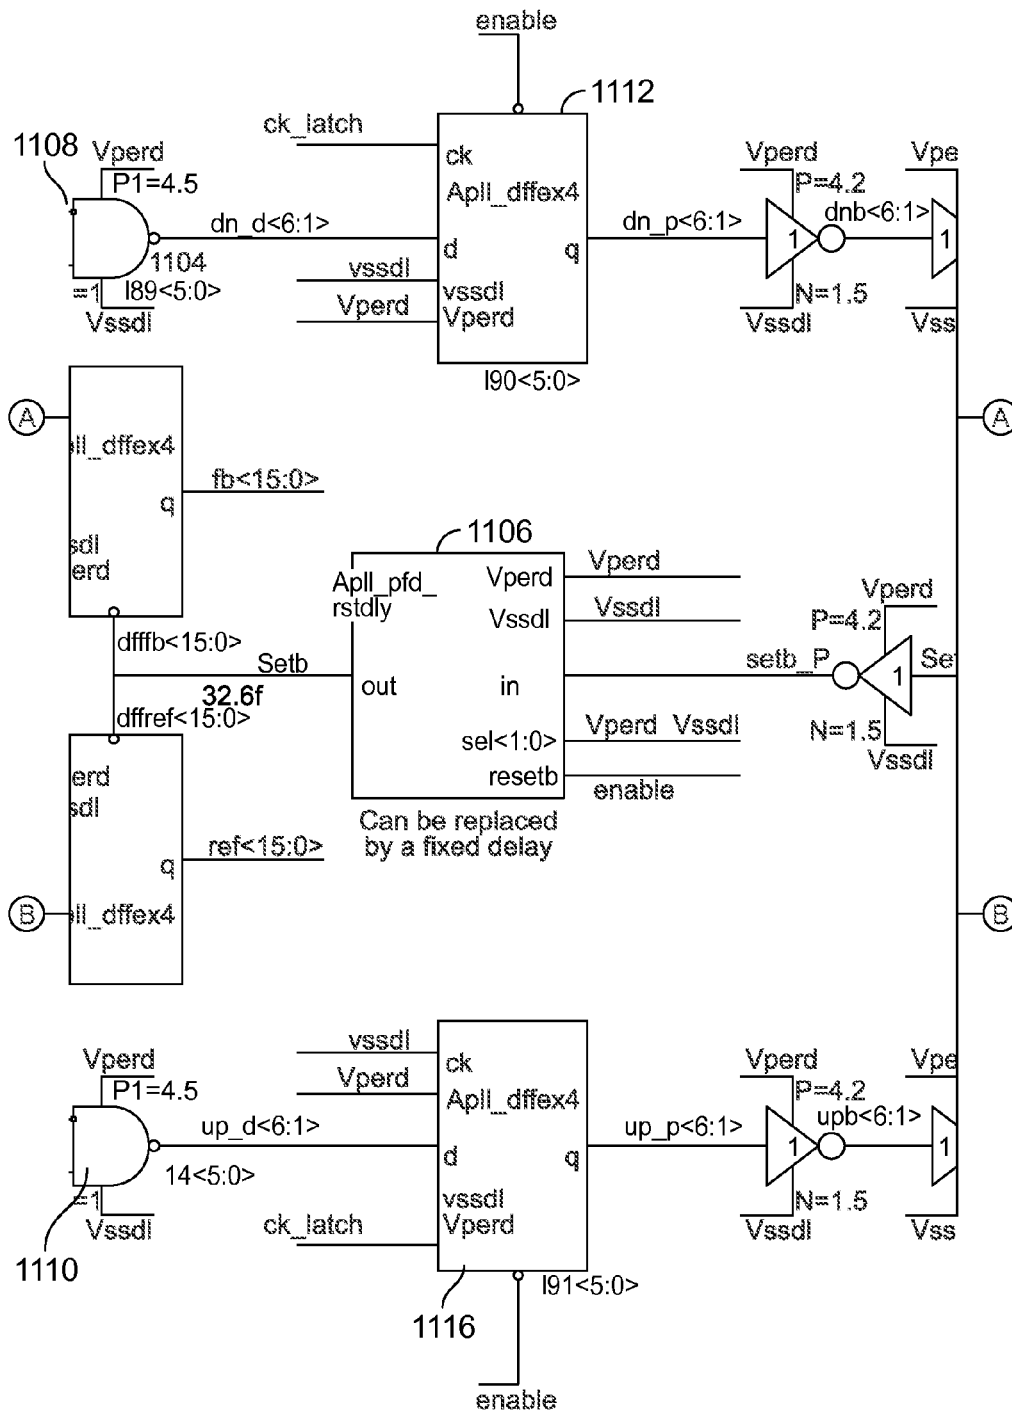 enable
1112
ck_latch
1108
Vperd
P1=4.5
ck
Apll_dffex4
Vperd
P=4.2
Vpe
dn_d<6:1>
dn_p<6:1>
dnb<6:1>
1
1
d
q
1104
vssdl
=1
I89<5:0>
vssdl
N=1.5
Vssdl
Vperd
Vperd
Vssdl
Vss
I90<5:0>
A
A
oll_dffex4
fb<15:0>
q
sdl
erd
1106
Apll_pfd_
rstdly
Vperd
Vperd
Vssdl
Vssdl
Vperd
P=4.2
dfffb<15:0>
Setb
setb_P
1
Set
out
in
32.6f
dffref<15:0>
sel<1:0>
Vperd Vssdl
N=1.5
Vssdl
erd
sdl
resetb
enable
Can be replaced
by a fixed delay
ref<15:0>
q
B
B
oll_dffex4
vssdl
ck
Vperd
P1=4.5
Vperd
Apll_dffex4
Vperd
P=4.2
Vpe
up_d<6:1>
up_p<6:1>
upb<6:1>
1
1
d
q
14<5:0>
=1
vssdl
N=1.5
Vssdl
ck_latch
Vperd
Vssdl
Vss
1110
I91<5:0>
1116
enable